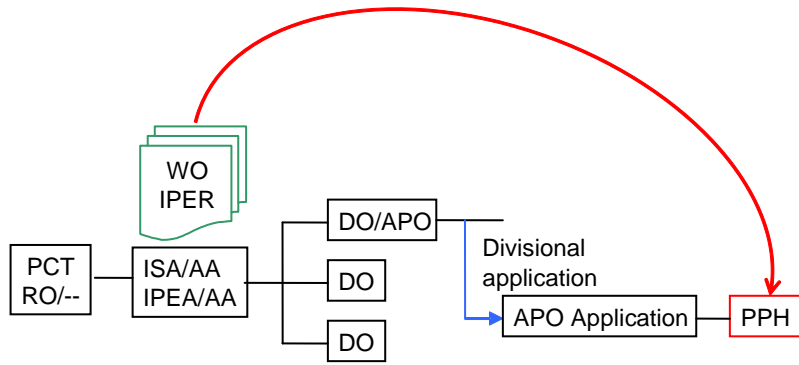 WO
IPER
DO/APO
Divisional
application
PCT
RO/--
ISA/AA
IPEA/AA
DO
APO Application
PPH
DO